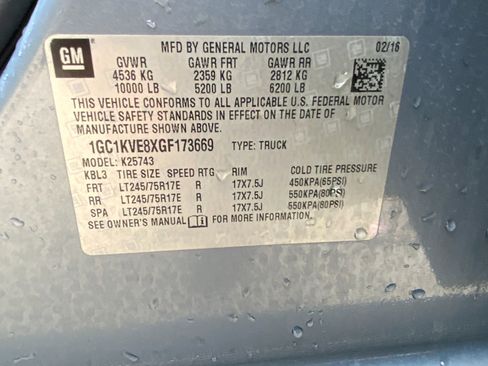 GM MFD BY GENERAL MOTORS LLC 02/16
GVWR GAWR FRT GAWR RR
4536 KG 2359 KG 2812 KG
10000 LB 5200 LB 6200 LB
THIS VEHICLE CONFORMS TO ALL APPLICABLE U.S. FEDERAL MOTOR
VEHICLE SAFETY STANDARDS IN EFFECT ON THE DATE OF
MANUFACTURE SHOWN ABOVE.
1GC1KVE8XGF173669 TYPE: TRUCK
MODEL: K25743
KBL3 TIRE SIZE SPEED RTG RIM COLD TIRE PRESSURE
FRT LT245/75R17E R 17X7.5J 450KPA(65PSI)
RR LT245/75R17E R 17X7.5J 550KPA(80PSI)
SPA LT245/75R17E R 17X7.5J 550KPA(80PSI)
SEE OWNER'S MANUAL FOR MORE INFORMATION.